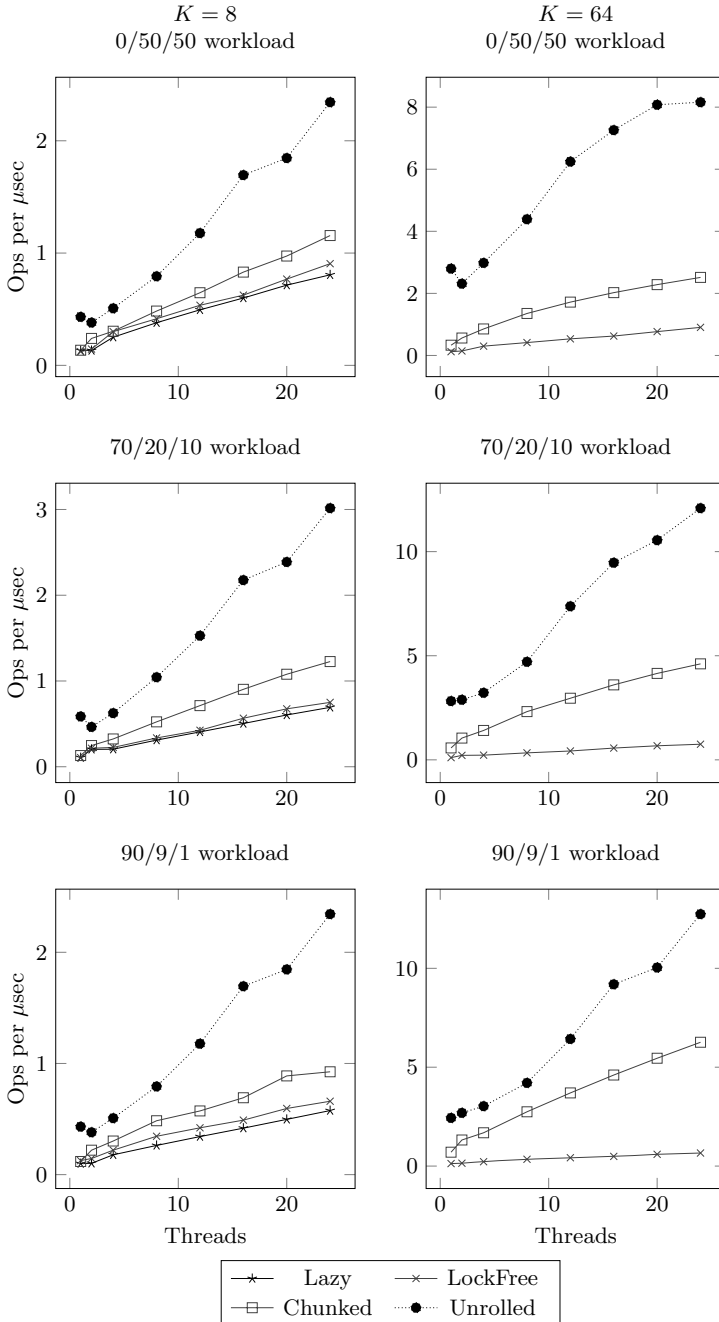 K = 8
0/50/50 workload
K = 64
0/50/50 workload
Ops per μsec
2
1
0
0
10
20
8
6
4
2
0
0
10
20
70/20/10 workload
70/20/10 workload
Ops per μsec
3
2
1
0
0
10
20
10
5
0
0
10
20
90/9/1 workload
90/9/1 workload
Ops per μsec
2
1
0
0
10
20
Threads
10
5
0
0
10
20
Threads
Lazy
LockFree
Chunked
Unrolled